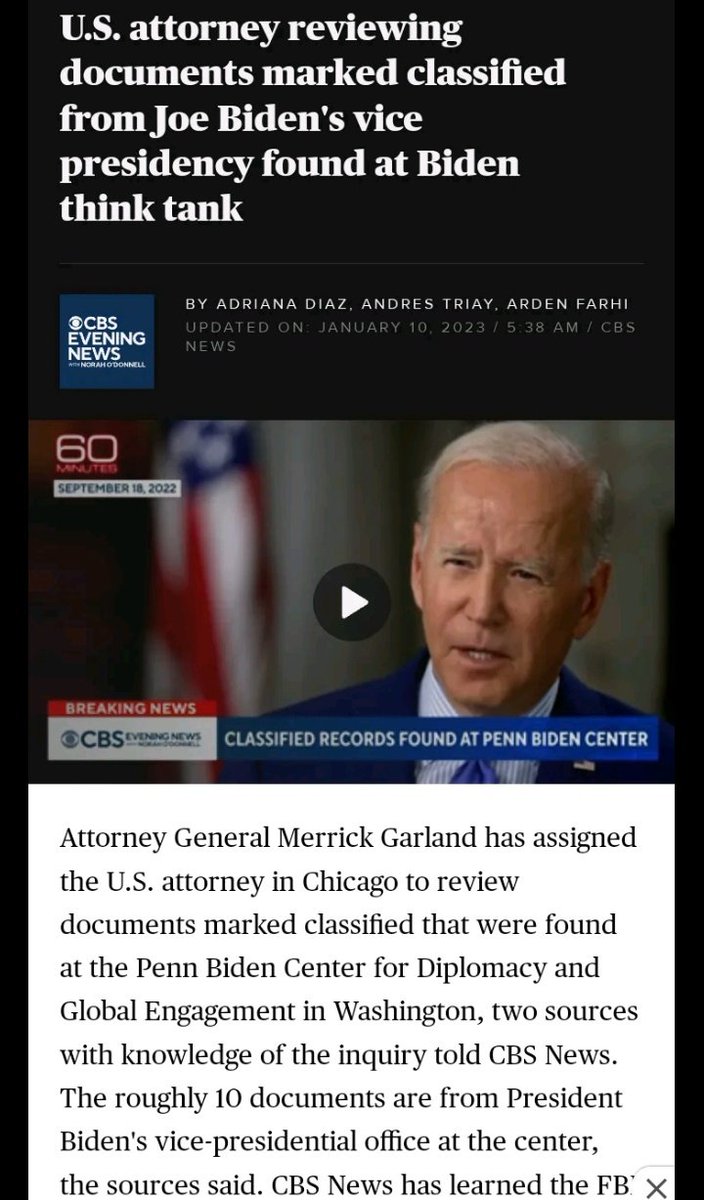 U.S. attorney reviewing
documents marked classified
from Joe Biden's vice
presidency found at Biden
think tank
CBS
EVENING
NEWS
WITH NORAH O'DONNELL
BY ADRIANA DIAZ, ANDRES TRIAY, ARDEN FARHI
UPDATED ON: JANUARY 10, 2023 / 5:38 AM / CBS
NEWS
60
MINUTES
SEPTEMBER 18, 2022
BREAKING NEWS
CBS EVENING NEWS
WITH NORAH O'DONNELL
CLASSIFIED RECORDS FOUND AT PENN BIDEN CENTER
Attorney General Merrick Garland has assigned
the U.S. attorney in Chicago to review
documents marked classified that were found
at the Penn Biden Center for Diplomacy and
Global Engagement in Washington, two sources
with knowledge of the inquiry told CBS News.
The roughly 10 documents are from President
Biden's vice-presidential office at the center,
the sources said. CBS News has learned the FBI